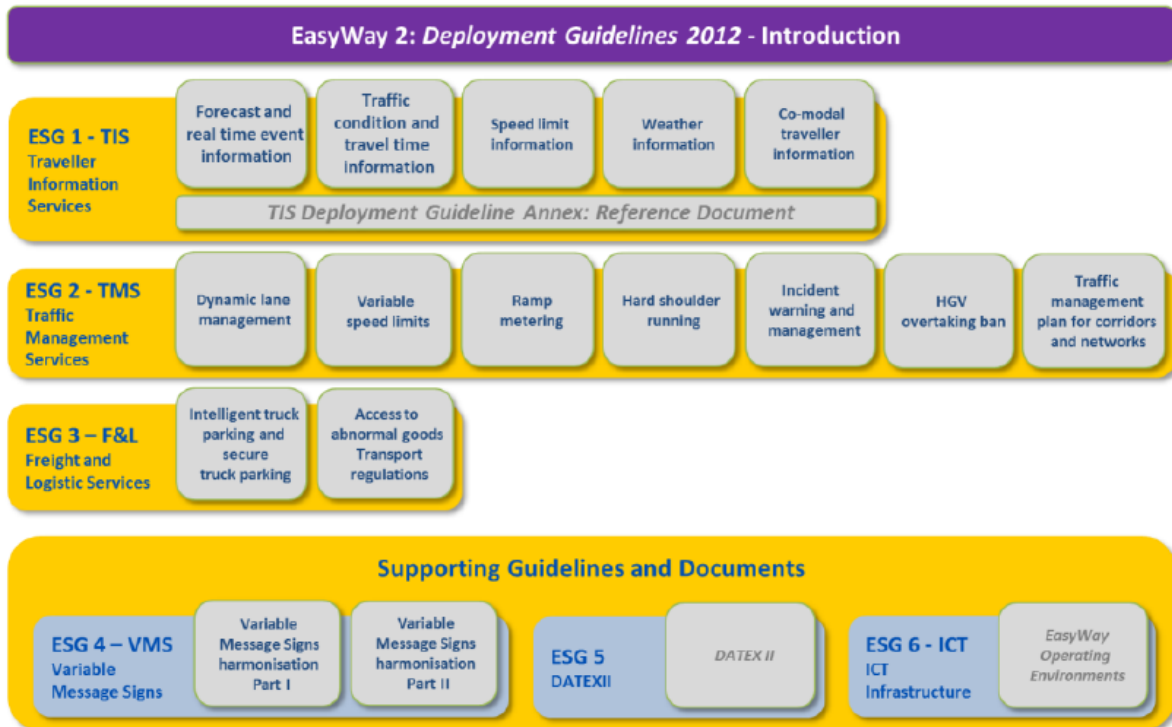 EasyWay 2: Deployment Guidelines 2012 - Introduction
ESG 1 - TIS
Traveller
Information
Services
Forecast and
real time event
information
Traffic
condition and
travel time
information
Speed limit
information
Weather
information
Co-modal
traveller
information
TIS Deployment Guideline Annex: Reference Document
ESG 2 - TMS
Traffic
Management
Services
Dynamic lane
management
Variable
speed limits
Ramp
metering
Hard shoulder
running
Incident
warning and
management
HGV
overtaking ban
Traffic
management
plan for corridors
and networks
ESG 3 – F&L
Freight and
Logistic Services
Intelligent truck
parking and
secure
truck parking
Access to
abnormal goods
Transport
regulations
Supporting Guidelines and Documents
ESG 4 – VMS
Variable
Message Signs
Variable
Message Signs
harmonisation
Part I
Variable
Message Signs
harmonisation
Part II
ESG 5
DATEXII
DATEX II
ESG 6 - ICT
ICT
Infrastructure
EasyWay
Operating
Environments